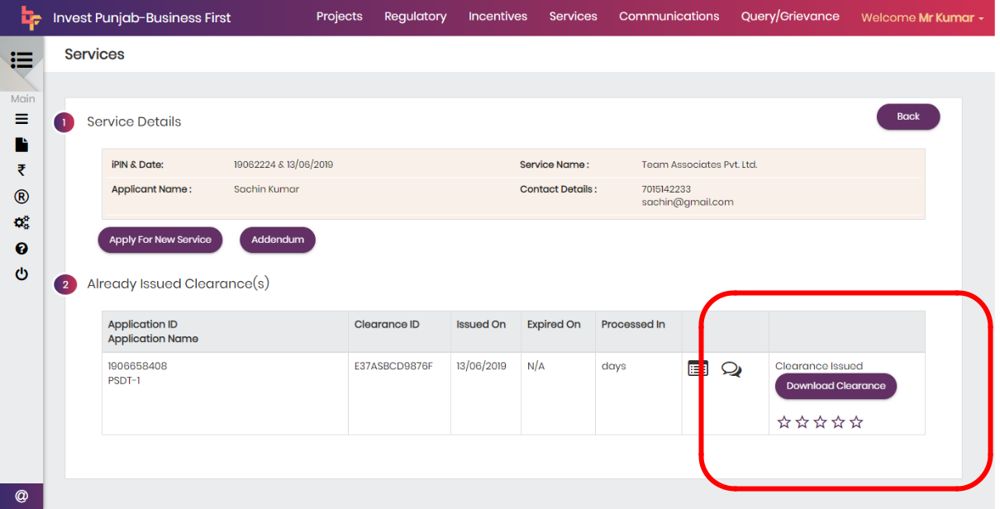 Invest Punjab-Business First
Projects Regulatory Incentives Services Communications Query/Grievance Welcome Mr Kumar
Services
Main
1 Service Details Back
iPIN & Date: 19062224 & 13/06/2019 Service Name : Team Associates Pvt. Ltd.
Applicant Name : Sachin Kumar Contact Details : 7015142233
sachin@gmail.com
Apply For New Service Addendum
2 Already Issued Clearance(s)
Application ID Clearance ID Issued On Expired On Processed In
Application Name
1906658408 E37ASBCD9876F 13/06/2019 N/A days Clearance Issued
PSDT-1
Download Clearance
@